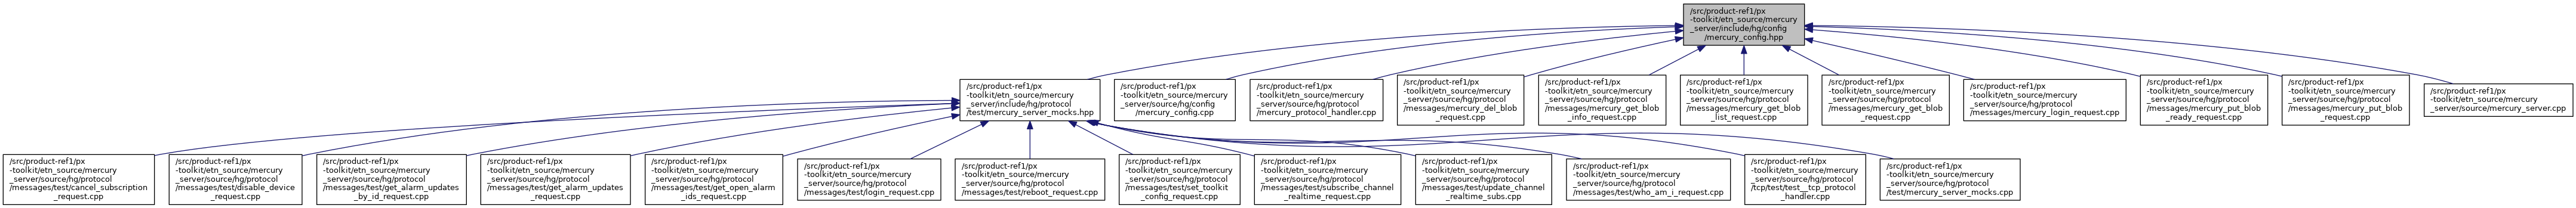 /src/product-ref1/px
-toolkit/etn_source/mercury
_server/include/hg/config
/mercury_config.hpp
/src/product-ref1/px
-toolkit/etn_source/mercury
_server/include/hg/protocol
/test/mercury_server_mocks.hpp
/src/product-ref1/px
-toolkit/etn_source/mercury
_server/source/hg/config
/mercury_config.cpp
/src/product-ref1/px
-toolkit/etn_source/mercury
_server/source/hg/protocol
/mercury_protocol_handler.cpp
/src/product-ref1/px
-toolkit/etn_source/mercury
_server/source/hg/protocol
/messages/mercury_del_blob
_request.cpp
/src/product-ref1/px
-toolkit/etn_source/mercury
_server/source/hg/protocol
/messages/mercury_get_blob
_info_request.cpp
/src/product-ref1/px
-toolkit/etn_source/mercury
_server/source/hg/protocol
/messages/mercury_get_blob
_list_request.cpp
/src/product-ref1/px
-toolkit/etn_source/mercury
_server/source/hg/protocol
/messages/mercury_get_blob
_request.cpp
/src/product-ref1/px
-toolkit/etn_source/mercury
_server/source/hg/protocol
/messages/mercury_login_request.cpp
/src/product-ref1/px
-toolkit/etn_source/mercury
_server/source/hg/protocol
/messages/mercury_put_blob
_ready_request.cpp
/src/product-ref1/px
-toolkit/etn_source/mercury
_server/source/hg/protocol
/messages/mercury_put_blob
_request.cpp
/src/product-ref1/px
-toolkit/etn_source/mercury
_server/source/mercury_server.cpp
/src/product-ref1/px
-toolkit/etn_source/mercury
_server/source/hg/protocol
/messages/test/cancel_subscription
_request.cpp
/src/product-ref1/px
-toolkit/etn_source/mercury
_server/source/hg/protocol
/messages/test/disable_device
_request.cpp
/src/product-ref1/px
-toolkit/etn_source/mercury
_server/source/hg/protocol
/messages/test/get_alarm_updates
_by_id_request.cpp
/src/product-ref1/px
-toolkit/etn_source/mercury
_server/source/hg/protocol
/messages/test/get_alarm_updates
_request.cpp
/src/product-ref1/px
-toolkit/etn_source/mercury
_server/source/hg/protocol
/messages/test/get_open_alarm
_ids_request.cpp
/src/product-ref1/px
-toolkit/etn_source/mercury
_server/source/hg/protocol
/messages/test/login_request.cpp
/src/product-ref1/px
-toolkit/etn_source/mercury
_server/source/hg/protocol
/messages/test/reboot_request.cpp
/src/product-ref1/px
-toolkit/etn_source/mercury
_server/source/hg/protocol
/messages/test/set_toolkit
_config_request.cpp
/src/product-ref1/px
-toolkit/etn_source/mercury
_server/source/hg/protocol
/messages/test/subscribe_channel
_realtime_request.cpp
/src/product-ref1/px
-toolkit/etn_source/mercury
_server/source/hg/protocol
/messages/test/update_channel
_realtime_subs.cpp
/src/product-ref1/px
-toolkit/etn_source/mercury
_server/source/hg/protocol
/messages/test/who_am_i_request.cpp
/src/product-ref1/px
-toolkit/etn_source/mercury
_server/source/hg/protocol
/tcp/test/test__tcp_protocol
_handler.cpp
/src/product-ref1/px
-toolkit/etn_source/mercury
_server/source/hg/protocol
/test/mercury_server_mocks.cpp